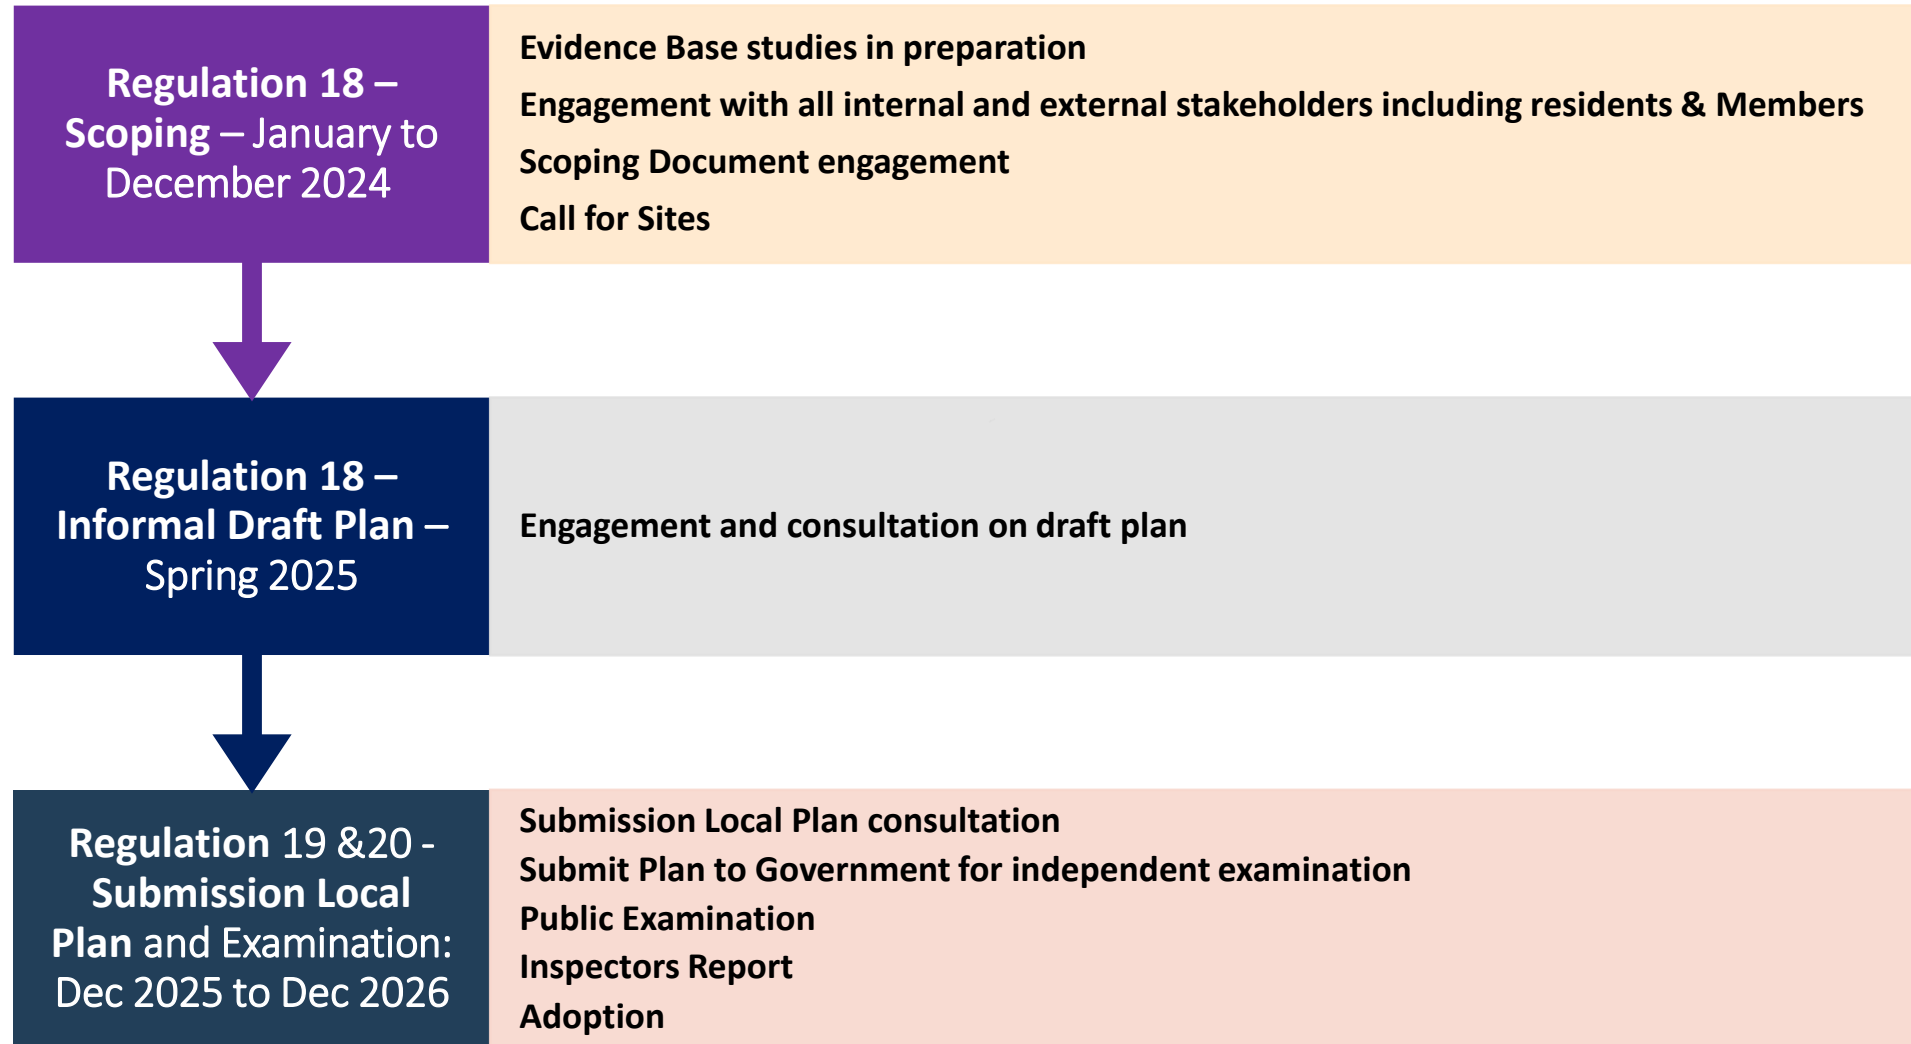 Regulation 18 –
Scoping – January to
December 2024
Evidence Base studies in preparation
Engagement with all internal and external stakeholders including residents & Members
Scoping Document engagement
Call for Sites
Regulation 18 –
Informal Draft Plan –
Spring 2025
Engagement and consultation on draft plan
Regulation 19 &20 -
Submission Local
Plan and Examination:
Dec 2025 to Dec 2026
Submission Local Plan consultation
Submit Plan to Government for independent examination
Public Examination
Inspectors Report
Adoption